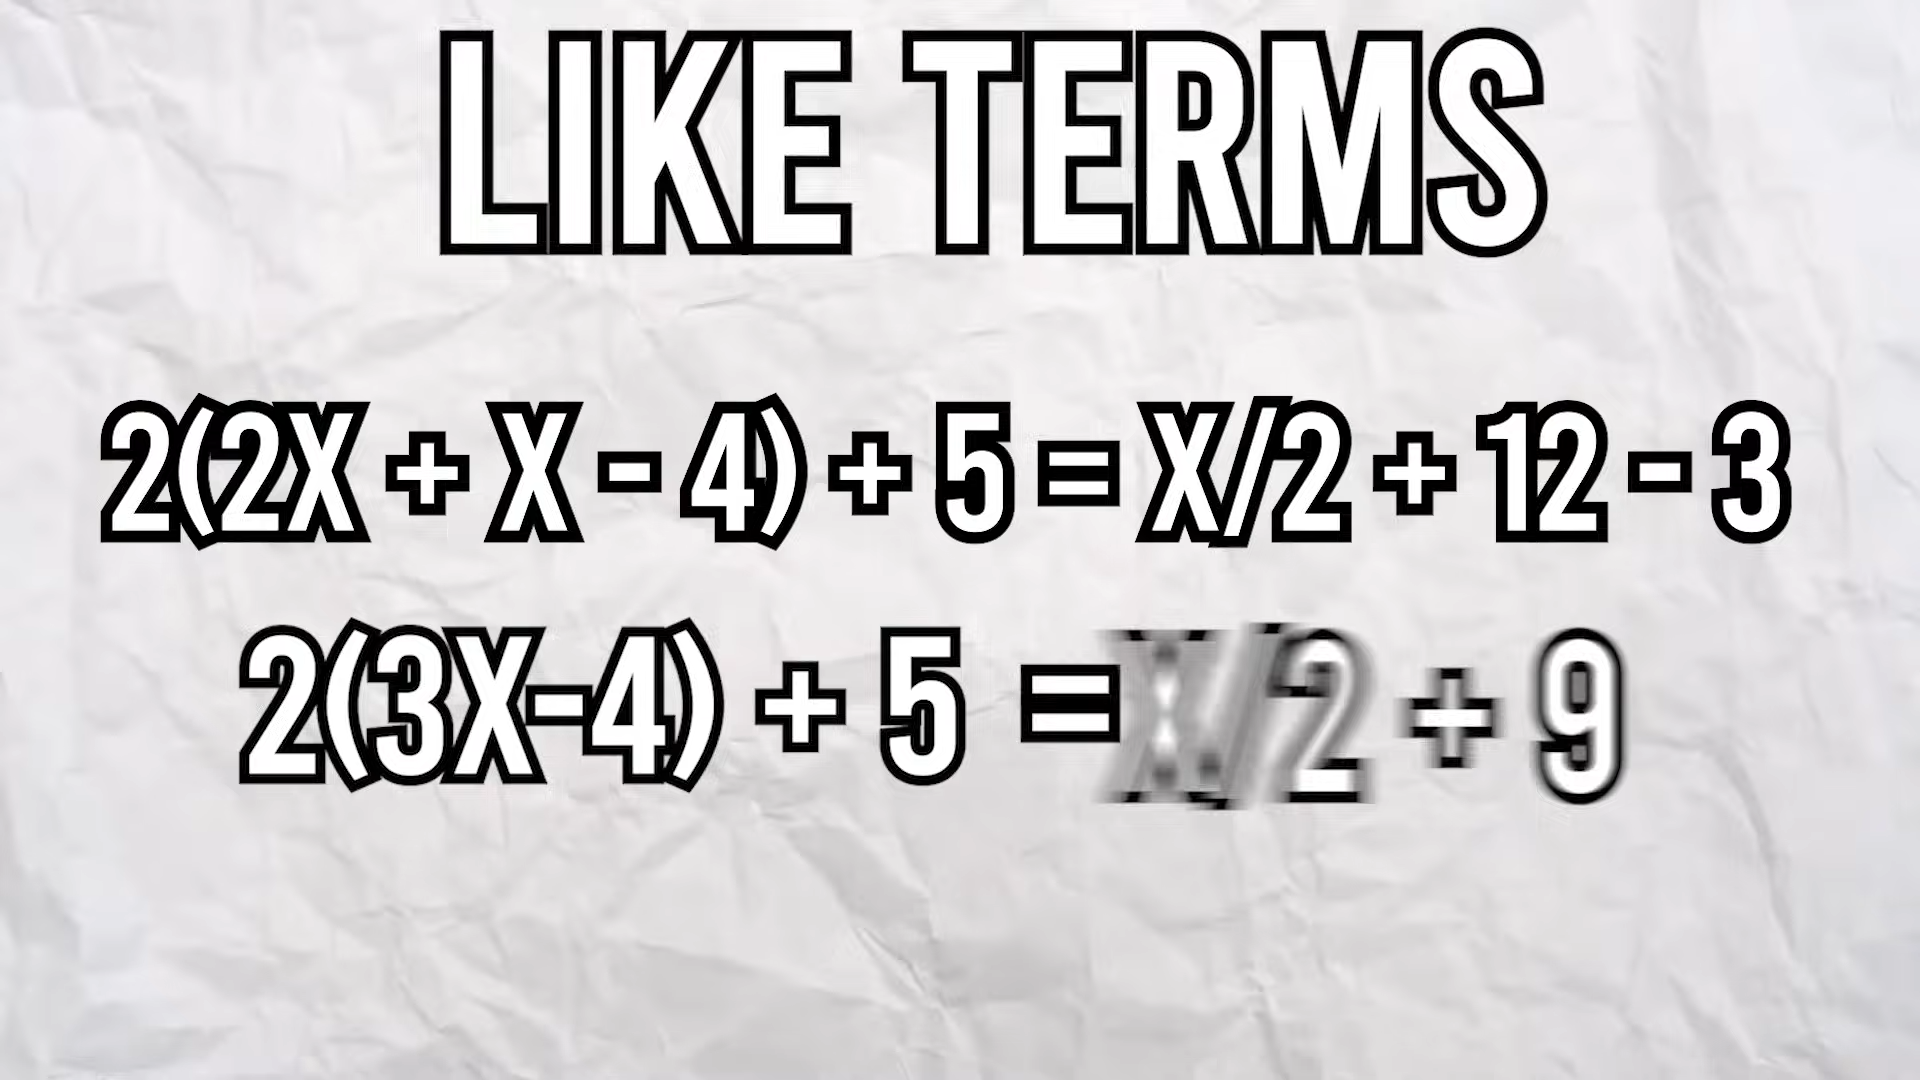 LIKE TERMS
2(2X + X - 4) + 5 = X/2 + 12 - 3
2(3X-4) + 5 = X/2 + 9